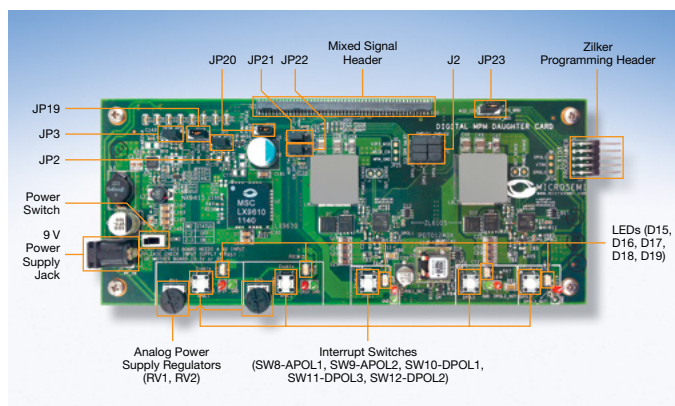 Mixed Signal
Header
JP20
JP21
JP22
J2
JP23
Zilker
Programming Header
JP19
JP3
JP2
Power
Switch
9 V
Power
Supply
Jack
LEDs (D15,
D16, D17,
D18, D19)
DIGITAL MPM DAUGHTER CARD
MICROSEMI
MSC
LX9610
1140
Analog Power
Supply Regulators
(RV1, RV2)
Interrupt Switches
(SW8-APOL1, SW9-APOL2, SW10-DPOL1,
SW11-DPOL3, SW12-DPOL2)